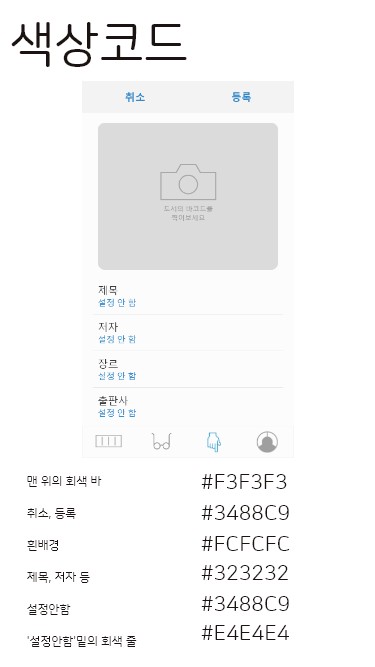 색상코드
취소 등록
도서의 바코드를
찍어보세요
제목
설정 안 함
저자
설정 안 함
장르
설정 안 함
출판사
설정 안 함
맨 위의 회색 바 #F3F3F3
취소, 등록 #3488C9
흰배경 #FCFCFC
제목, 저자 등 #323232
설정안함 #3488C9
'설정안함'밑의 회색 줄 #E4E4E4